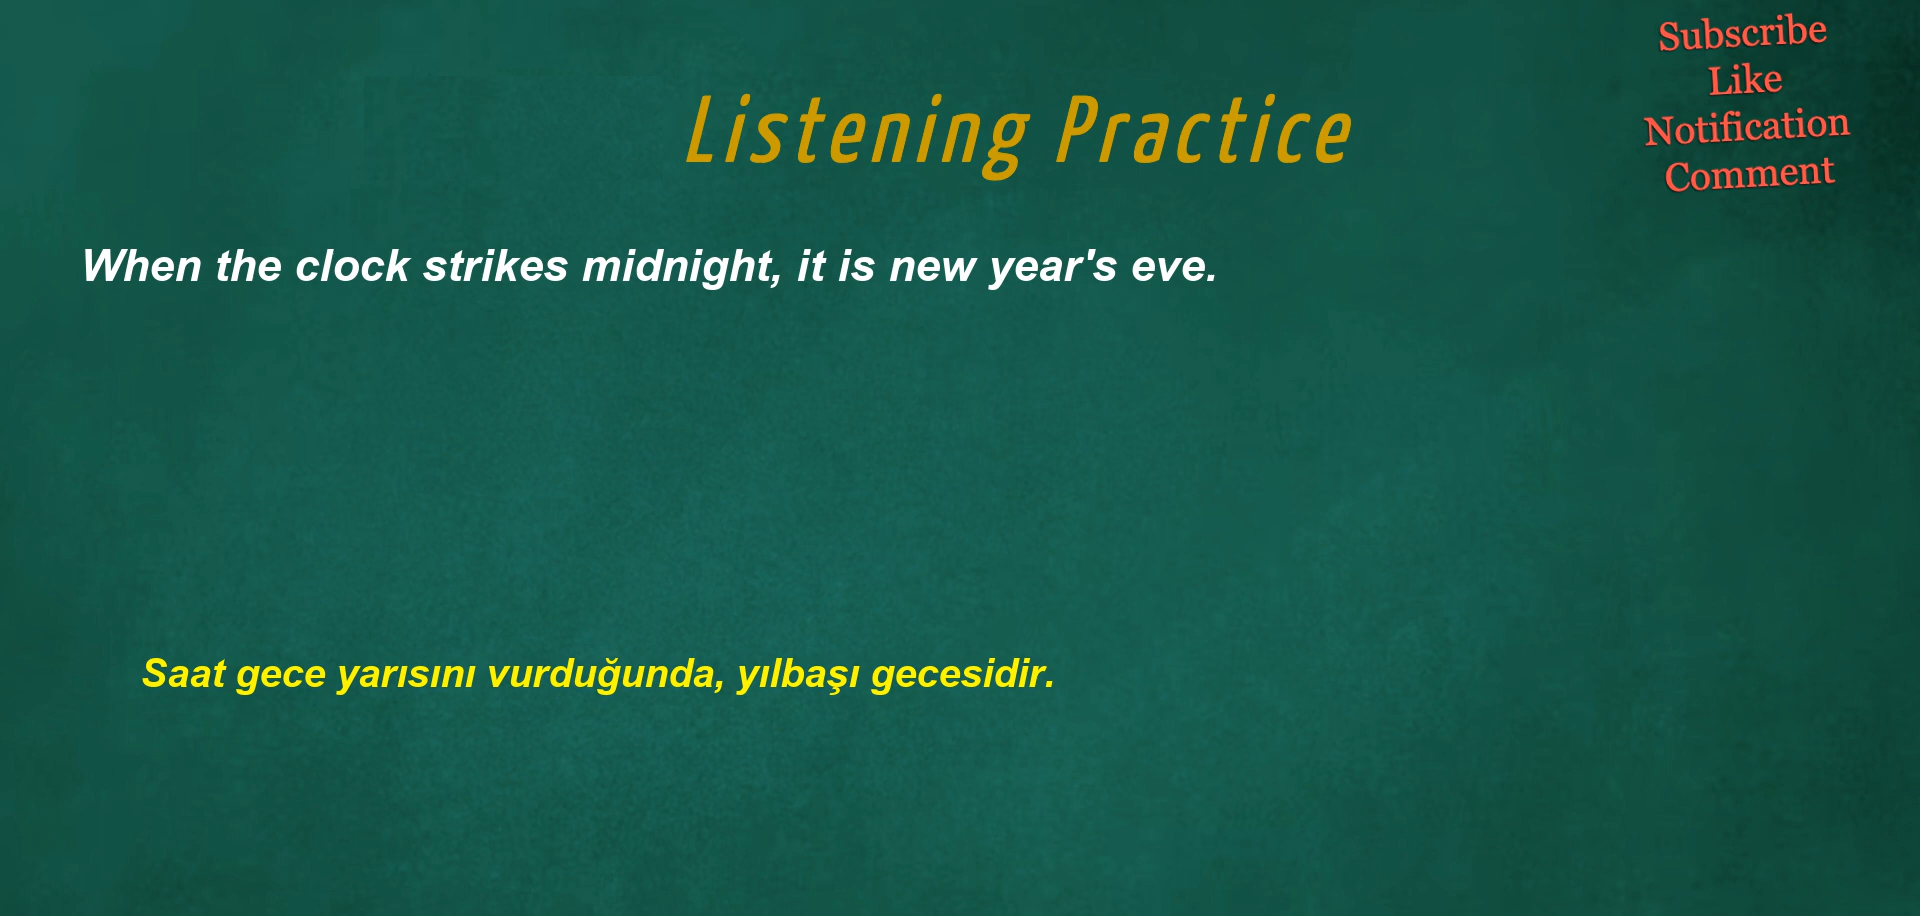 Subscribe
Like
Notification
Comment
Listening Practice
When the clock strikes midnight, it is new year's eve.
Saat gece yarısını vurduğunda, yılbaşı gecesidir.